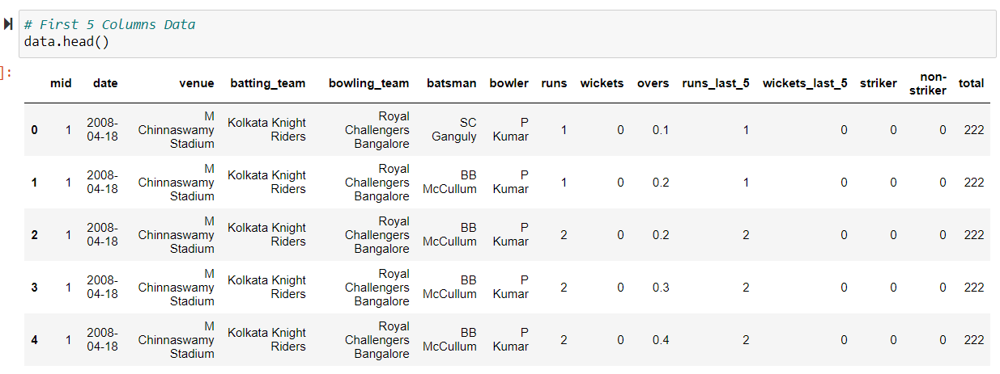 # First 5 Columns Data
data.head()
]:
mid date venue batting_team bowling_team batsman bowler runs wickets overs runs_last_5 wickets_last_5 striker non-
striker total
0 1 2008-
04-18 M
Chinnaswamy
Stadium Kolkata Knight
Riders Royal
Challengers
Bangalore SC
Ganguly P
Kumar 1 0 0.1 1 0 0 0 222
1 1 2008-
04-18 M
Chinnaswamy
Stadium Kolkata Knight
Riders Royal
Challengers
Bangalore BB
McCullum P
Kumar 1 0 0.2 1 0 0 0 222
2 1 2008-
04-18 M
Chinnaswamy
Stadium Kolkata Knight
Riders Royal
Challengers
Bangalore BB
McCullum P
Kumar 2 0 0.2 2 0 0 0 222
3 1 2008-
04-18 M
Chinnaswamy
Stadium Kolkata Knight
Riders Royal
Challengers
Bangalore BB
McCullum P
Kumar 2 0 0.3 2 0 0 0 222
4 1 2008-
04-18 M
Chinnaswamy
Stadium Kolkata Knight
Riders Royal
Challengers
Bangalore BB
McCullum P
Kumar 2 0 0.4 2 0 0 0 222